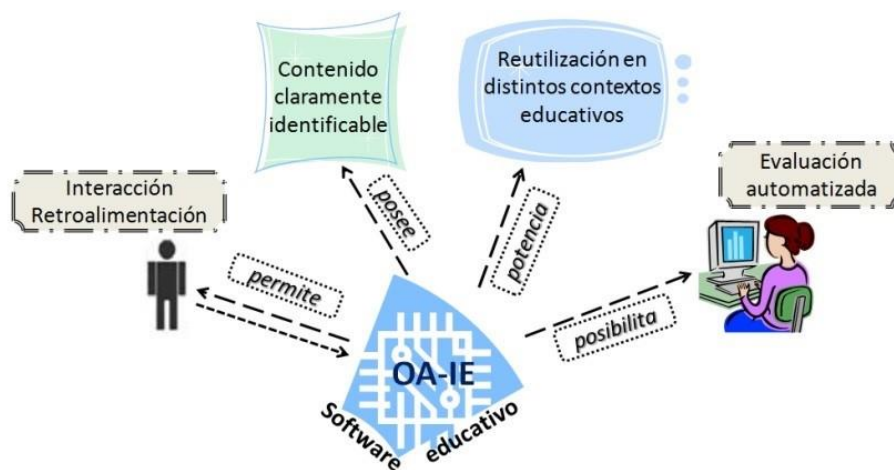 Contenido
claramente
identificable
Reutilización en
distintos contextos
educativos
Interacción
Retroalimentación
Evaluación
automatizada
permite
posee
potencia
posibilita
OA-IE
Software educativo